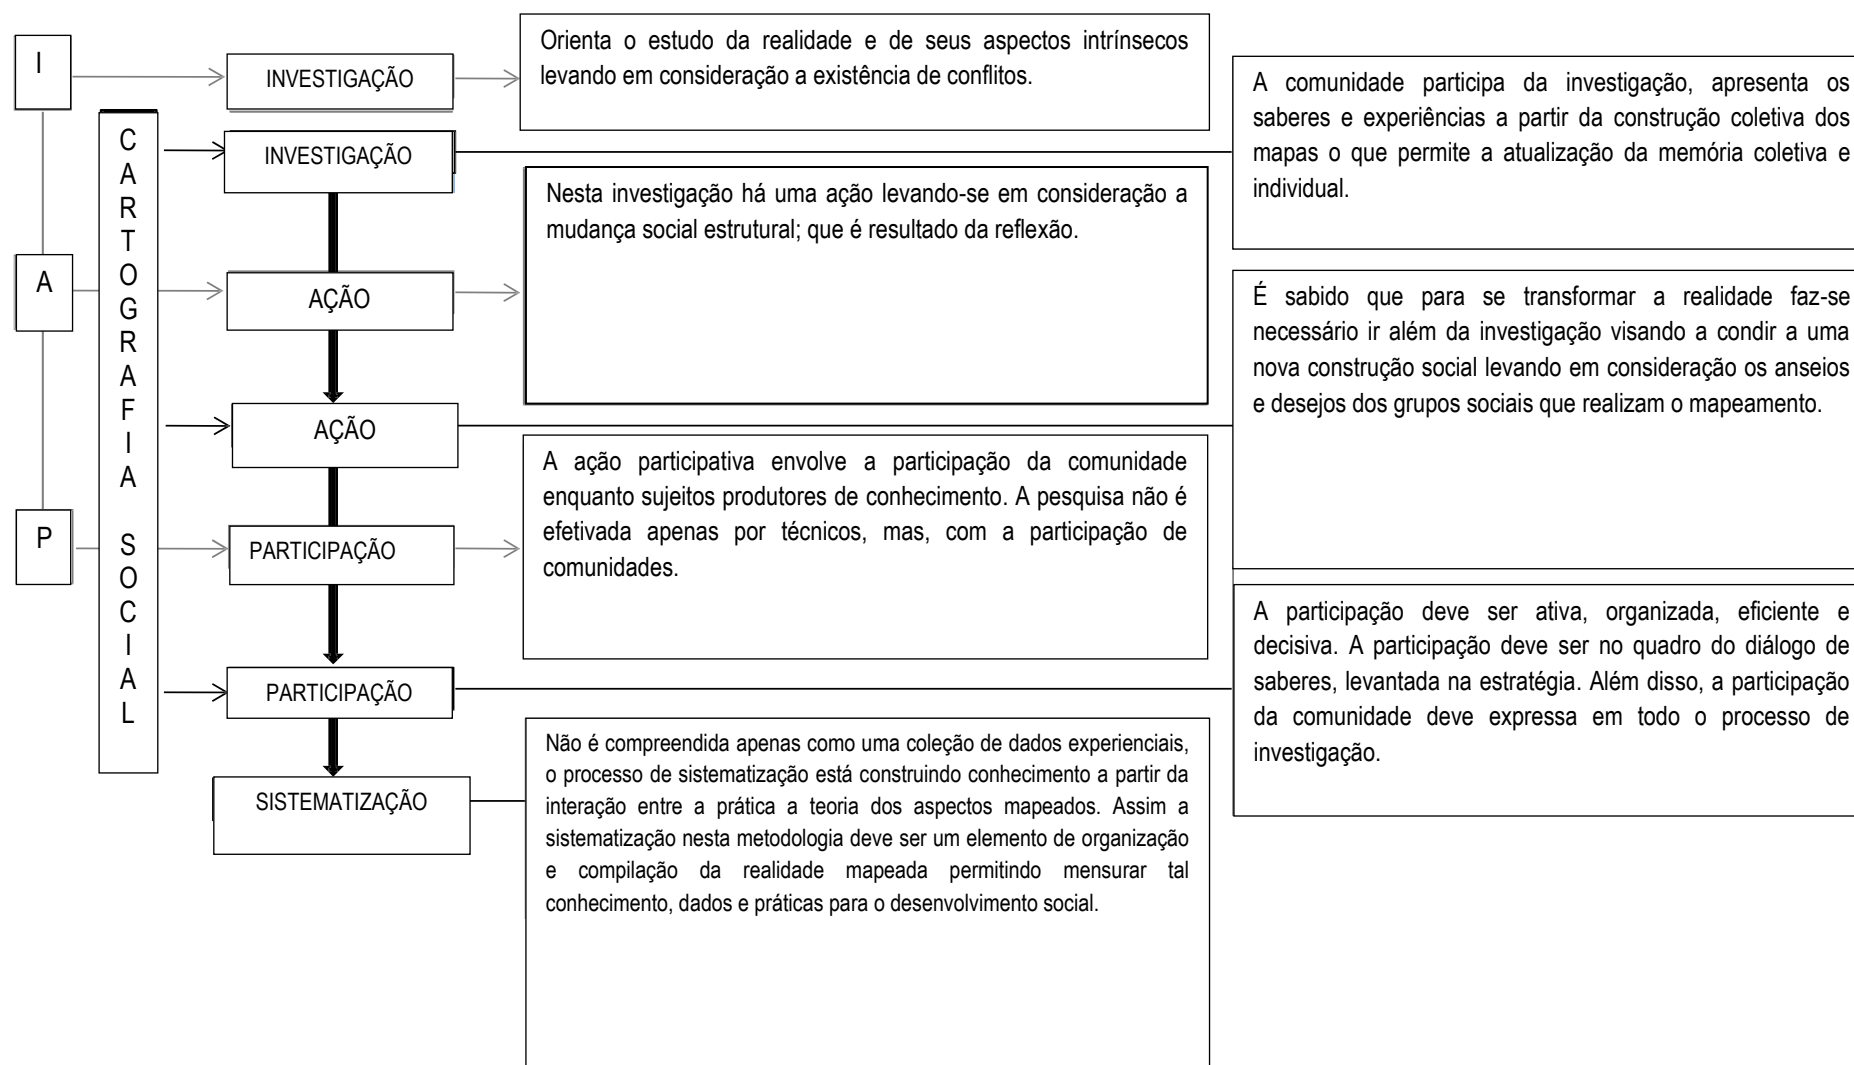 I
INVESTIGAÇÃO
Orienta o estudo da realidade e de seus aspectos intrínsecos
levando em consideração a existência de conflitos.
CARTOGRAFIA SOCIAL
INVESTIGAÇÃO
A comunidade participa da investigação, apresenta os
saberes e experiências a partir da construção coletiva dos
mapas o que permite a atualização da memória coletiva e
individual.
A
AÇÃO
Nesta investigação há uma ação levando-se em consideração a
mudança social estrutural; que é resultado da reflexão.
AÇÃO
É sabido que para se transformar a realidade faz-se
necessário ir além da investigação visando a condir a uma
nova construção social levando em consideração os anseios
e desejos dos grupos sociais que realizam o mapeamento.
P
PARTICIPAÇÃO
A ação participativa envolve a participação da comunidade
enquanto sujeitos produtores de conhecimento. A pesquisa não é
efetivada apenas por técnicos, mas, com a participação de
comunidades.
PARTICIPAÇÃO
A participação deve ser ativa, organizada, eficiente e
decisiva. A participação deve ser no quadro do diálogo de
saberes, levantada na estratégia. Além disso, a participação
da comunidade deve expressa em todo o processo de
investigação.
SISTEMATIZAÇÃO
Não é compreendida apenas como uma coleção de dados experienciais,
o processo de sistematização está construindo conhecimento a partir da
interação entre a prática a teoria dos aspectos mapeados. Assim a
sistematização nesta metodologia deve ser um elemento de organização
e compilação da realidade mapeada permitindo mensurar tal
conhecimento, dados e práticas para o desenvolvimento social.